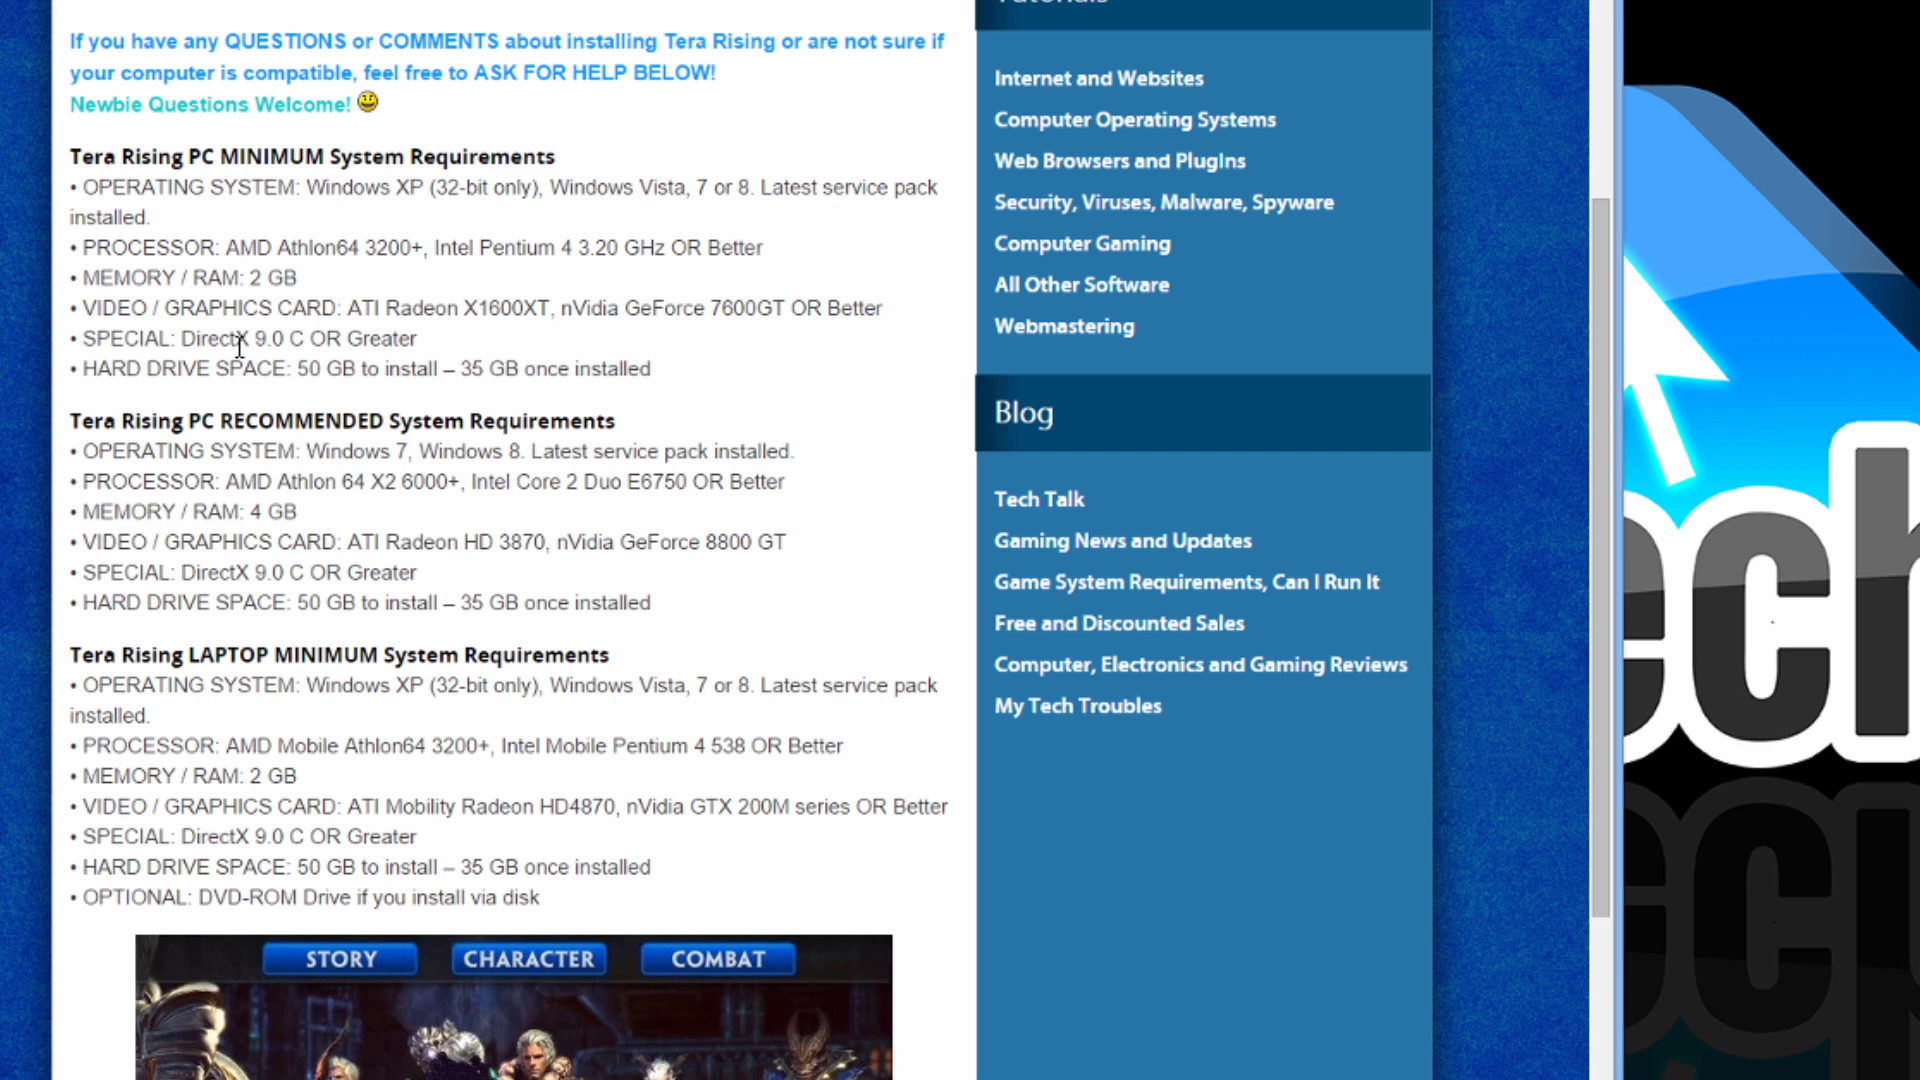 If you have any QUESTIONS or COMMENTS about installing Tera Rising or are not sure if
your computer is compatible, feel free to ASK FOR HELP BELOW!
Newbie Questions Welcome!
Tera Rising PC MINIMUM System Requirements
• OPERATING SYSTEM: Windows XP (32-bit only), Windows Vista, 7 or 8. Latest service pack
installed.
• PROCESSOR: AMD Athlon64 3200+, Intel Pentium 4 3.20 GHz OR Better
• MEMORY / RAM: 2 GB
• VIDEO / GRAPHICS CARD: ATI Radeon X1600XT, nVidia GeForce 7600GT OR Better
• SPECIAL: DirectX 9.0 C OR Greater
• HARD DRIVE SPACE: 50 GB to install – 35 GB once installed
Tera Rising PC RECOMMENDED System Requirements
• OPERATING SYSTEM: Windows 7, Windows 8. Latest service pack installed.
• PROCESSOR: AMD Athlon 64 X2 6000+, Intel Core 2 Duo E6750 OR Better
• MEMORY / RAM: 4 GB
• VIDEO / GRAPHICS CARD: ATI Radeon HD 3870, nVidia GeForce 8800 GT
• SPECIAL: DirectX 9.0 C OR Greater
• HARD DRIVE SPACE: 50 GB to install – 35 GB once installed
Tera Rising LAPTOP MINIMUM System Requirements
• OPERATING SYSTEM: Windows XP (32-bit only), Windows Vista, 7 or 8. Latest service pack
installed.
• PROCESSOR: AMD Mobile Athlon64 3200+, Intel Mobile Pentium 4 538 OR Better
• MEMORY / RAM: 2 GB
• VIDEO / GRAPHICS CARD: ATI Mobility Radeon HD4870, nVidia GTX 200M series OR Better
• SPECIAL: DirectX 9.0 C OR Greater
• HARD DRIVE SPACE: 50 GB to install – 35 GB once installed
• OPTIONAL: DVD-ROM Drive if you install via disk
STORY CHARACTER COMBAT
Tutorials
Internet and Websites
Computer Operating Systems
Web Browsers and PlugIns
Security, Viruses, Malware, Spyware
Computer Gaming
All Other Software
Webmastering
Blog
Tech Talk
Gaming News and Updates
Game System Requirements, Can I Run It
Free and Discounted Sales
Computer, Electronics and Gaming Reviews
My Tech Troubles
ech